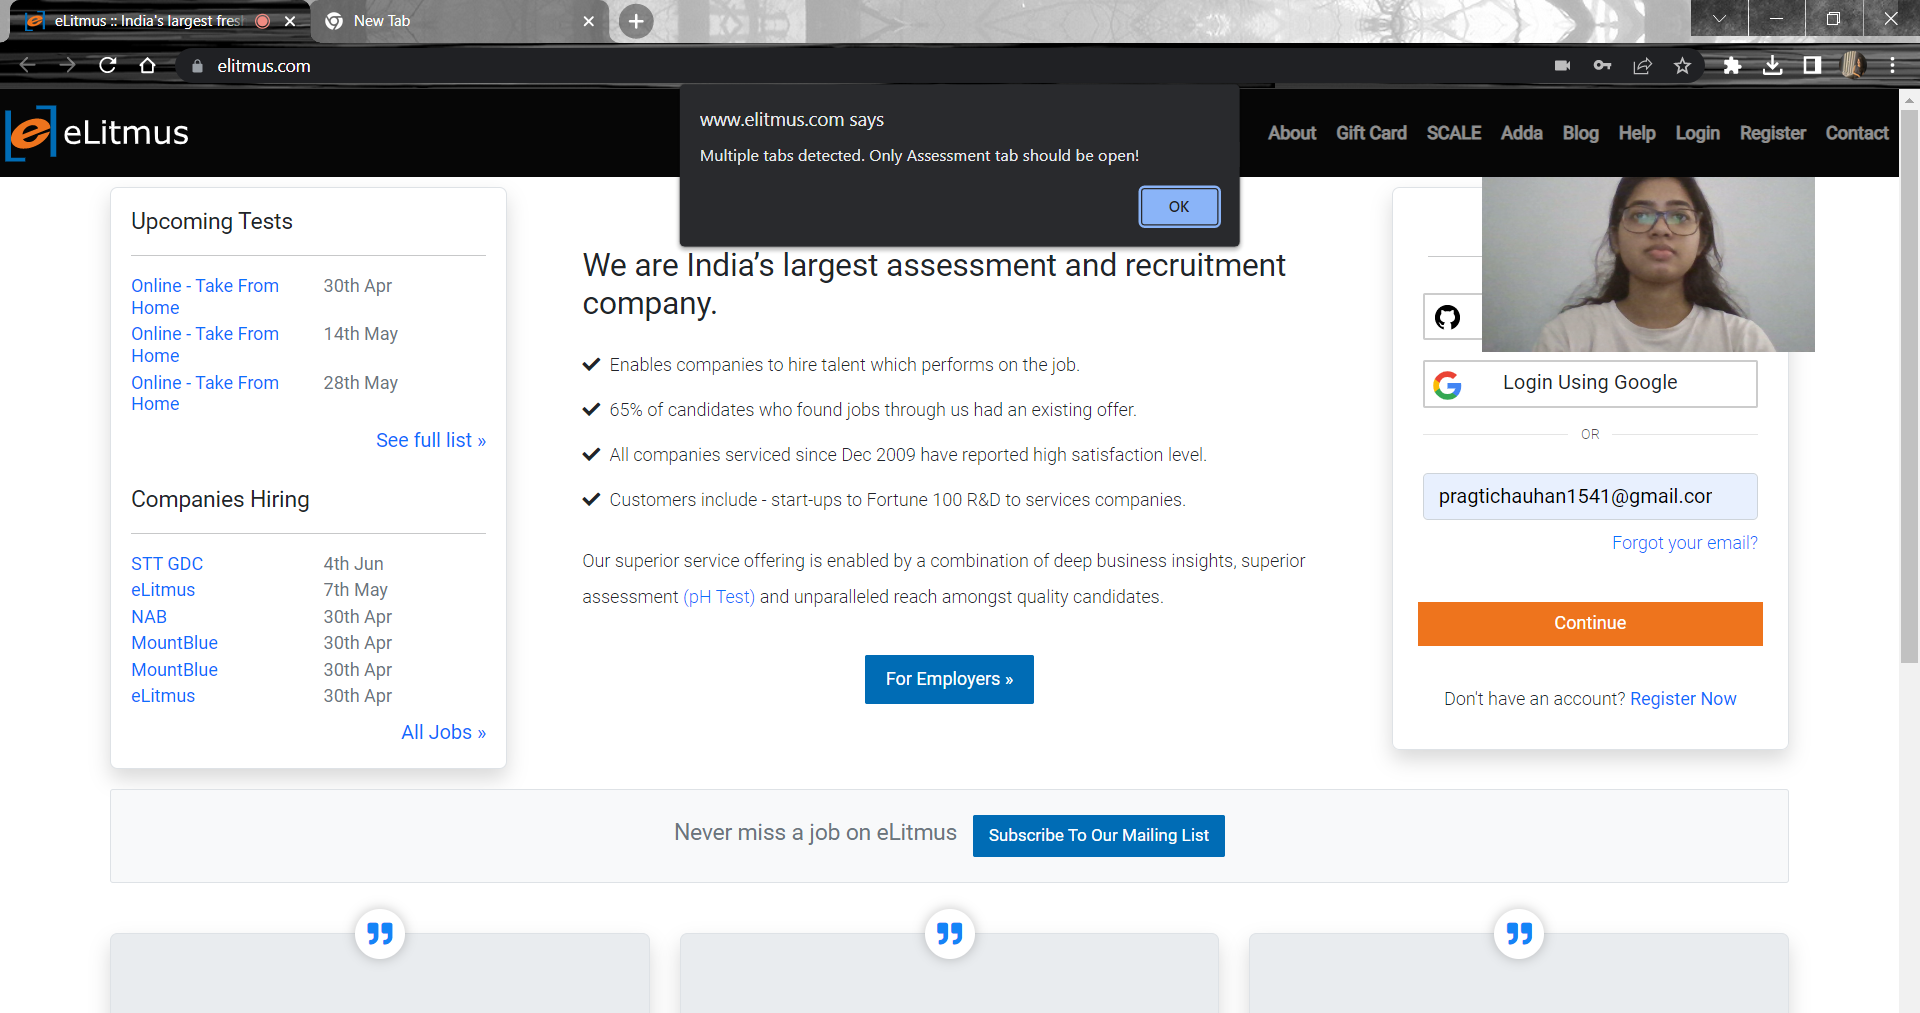 eLitmus :: India's largest fres
New Tab
elitmus.com
www.elitmus.com says
Multiple tabs detected. Only Assessment tab should be open!
OK
eLitmus
About Gift Card SCALE Adda Blog Help Login Register Contact
Upcoming Tests
Online - Take From Home 30th Apr
Online - Take From Home 14th May
Online - Take From Home 28th May
See full list »
Companies Hiring
STT GDC 4th Jun
eLitmus 7th May
NAB 30th Apr
MountBlue 30th Apr
MountBlue 30th Apr
eLitmus 30th Apr
All Jobs »
We are India's largest assessment and recruitment
company.
Enables companies to hire talent which performs on the job.
65% of candidates who found jobs through us had an existing offer.
All companies serviced since Dec 2009 have reported high satisfaction level.
Customers include - start-ups to Fortune 100 R&D to services companies.
Our superior service offering is enabled by a combination of deep business insights, superior
assessment (pH Test) and unparalleled reach amongst quality candidates.
For Employers »
Login Using Google
OR
pragtichauhan1541@gmail.cor
Forgot your email?
Continue
Don't have an account? Register Now
Never miss a job on eLitmus
Subscribe To Our Mailing List